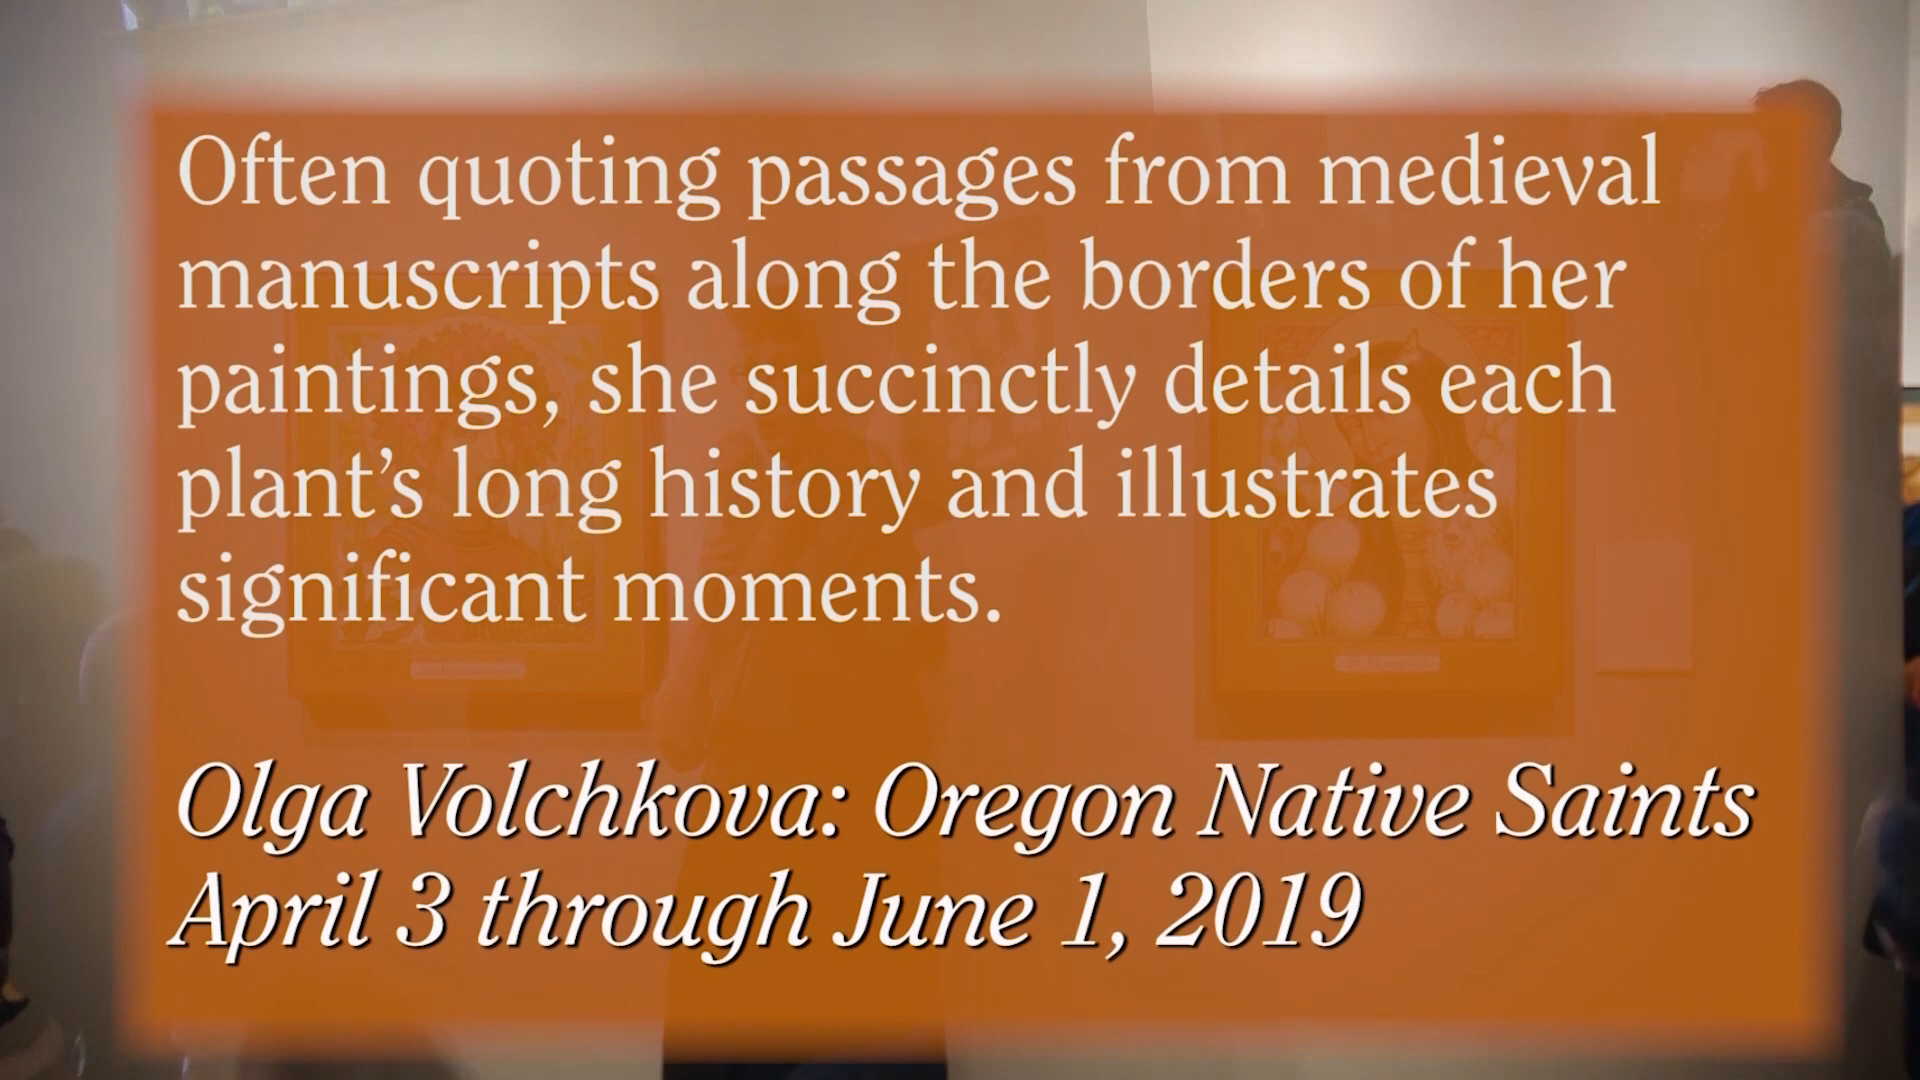 Often quoting passages from medieval
manuscripts along the borders of her
paintings, she succinctly details each
plant’s long history and illustrates
significant moments.
Olga Volchkova: Oregon Native Saints
April 3 through June 1, 2019